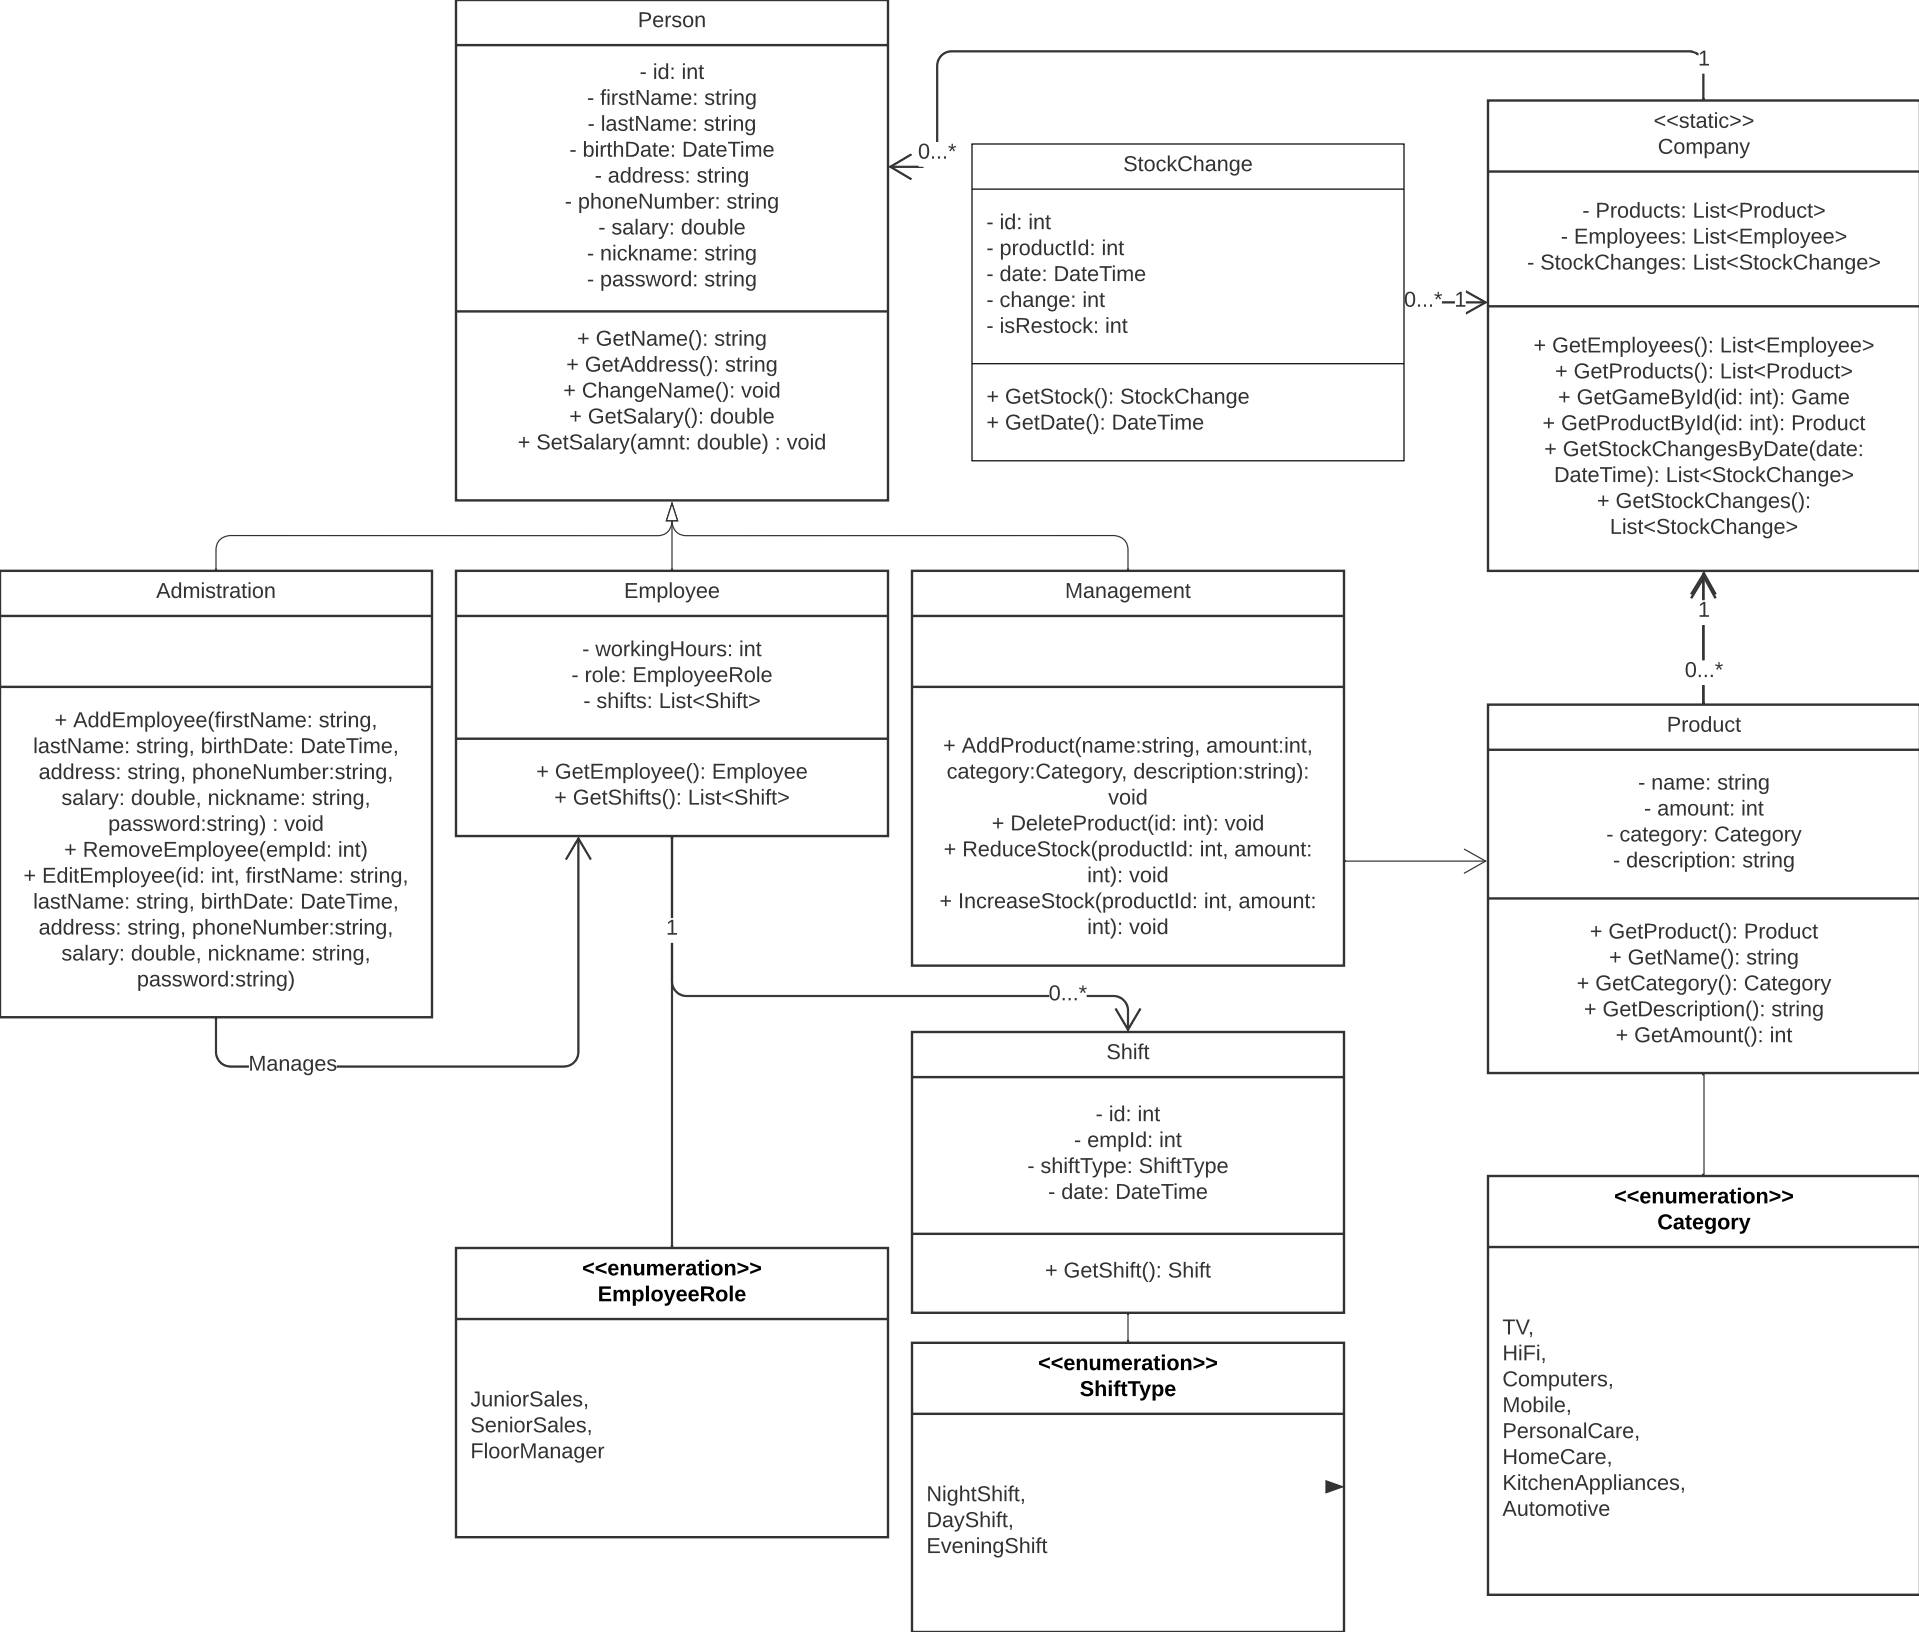 Person
- id: int
- firstName: string
- lastName: string
- birthDate: DateTime
- address: string
- phoneNumber: string
- salary: double
- nickname: string
- password: string
+ GetName(): string
+ GetAddress(): string
+ ChangeName(): void
+ GetSalary(): double
+ SetSalary(amnt: double) : void
1
0...*
StockChange
- id: int
- productId: int
- date: DateTime
- change: int
- isRestock: int
+ GetStock(): StockChange
+ GetDate(): DateTime
0...*
1
<<static>>
Company
- Products: List<Product>
- Employees: List<Employee>
- StockChanges: List<StockChange>
+ GetEmployees(): List<Employee>
+ GetProducts(): List<Product>
+ GetGameById(id: int): Game
+ GetProductById(id: int): Product
+ GetStockChangesByDate(date:
DateTime): List<StockChange>
+ GetStockChanges():
List<StockChange>
1
0...*
Admistration
+ AddEmployee(firstName: string,
lastName: string, birthDate: DateTime,
address: string, phoneNumber:string,
salary: double, nickname: string,
password:string) : void
+ RemoveEmployee(empId: int)
+ EditEmployee(id: int, firstName: string,
lastName: string, birthDate: DateTime,
address: string, phoneNumber:string,
salary: double, nickname: string,
password:string)
Manages
Employee
- workingHours: int
- role: EmployeeRole
- shifts: List<Shift>
+ GetEmployee(): Employee
+ GetShifts(): List<Shift>
1
0...*
Management
+ AddProduct(name:string, amount:int,
category:Category, description:string):
void
+ DeleteProduct(id: int): void
+ ReduceStock(productId: int, amount:
int): void
+ IncreaseStock(productId: int, amount:
int): void
Product
- name: string
- amount: int
- category: Category
- description: string
+ GetProduct(): Product
+ GetName(): string
+ GetCategory(): Category
+ GetDescription(): string
+ GetAmount(): int
Shift
- id: int
- empId: int
- shiftType: ShiftType
- date: DateTime
+ GetShift(): Shift
<<enumeration>>
EmployeeRole
JuniorSales,
SeniorSales,
FloorManager
<<enumeration>>
ShiftType
NightShift,
DayShift,
EveningShift
<<enumeration>>
Category
TV,
HiFi,
Computers,
Mobile,
PersonalCare,
HomeCare,
KitchenAppliances,
Automotive